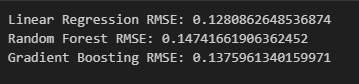 Linear Regression RMSE: 0.1280862648536874
Random Forest RMSE: 0.14741661906362452
Gradient Boosting RMSE: 0.1375961340159971